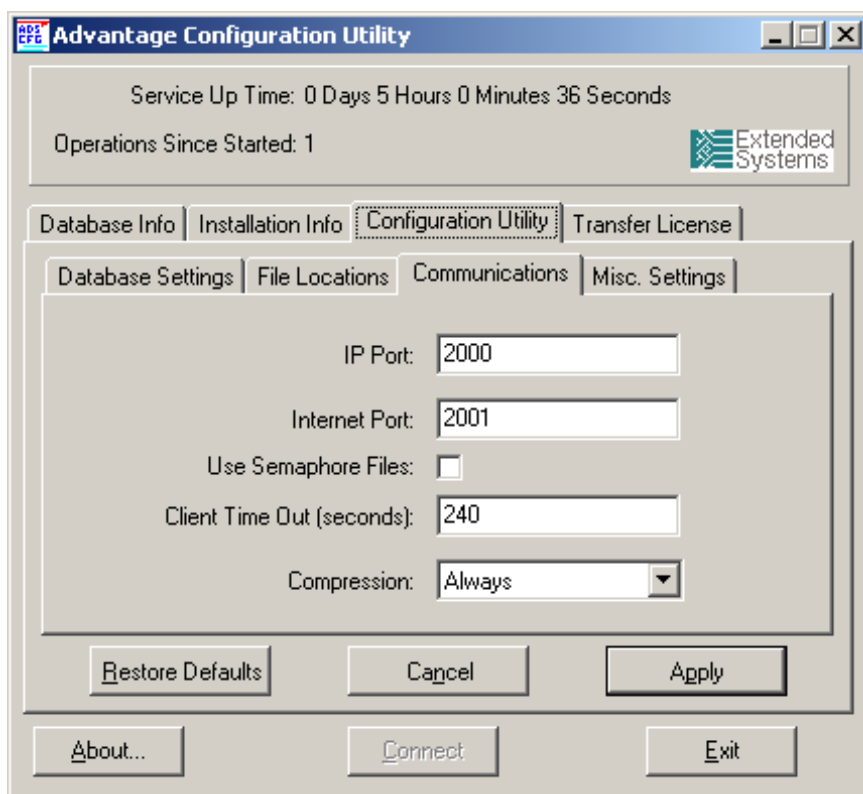 ADS CFG Advantage Configuration Utility
Service Up Time: 0 Days 5 Hours 0 Minutes 36 Seconds
Operations Since Started: 1
Extended Systems
Database Info Installation Info Configuration Utility Transfer License
Database Settings File Locations Communications Misc. Settings
IP Port: 2000
Internet Port: 2001
Use Semaphore Files:
Client Time Out (seconds): 240
Compression: Always
Restore Defaults Cancel Apply
About... Connect Exit